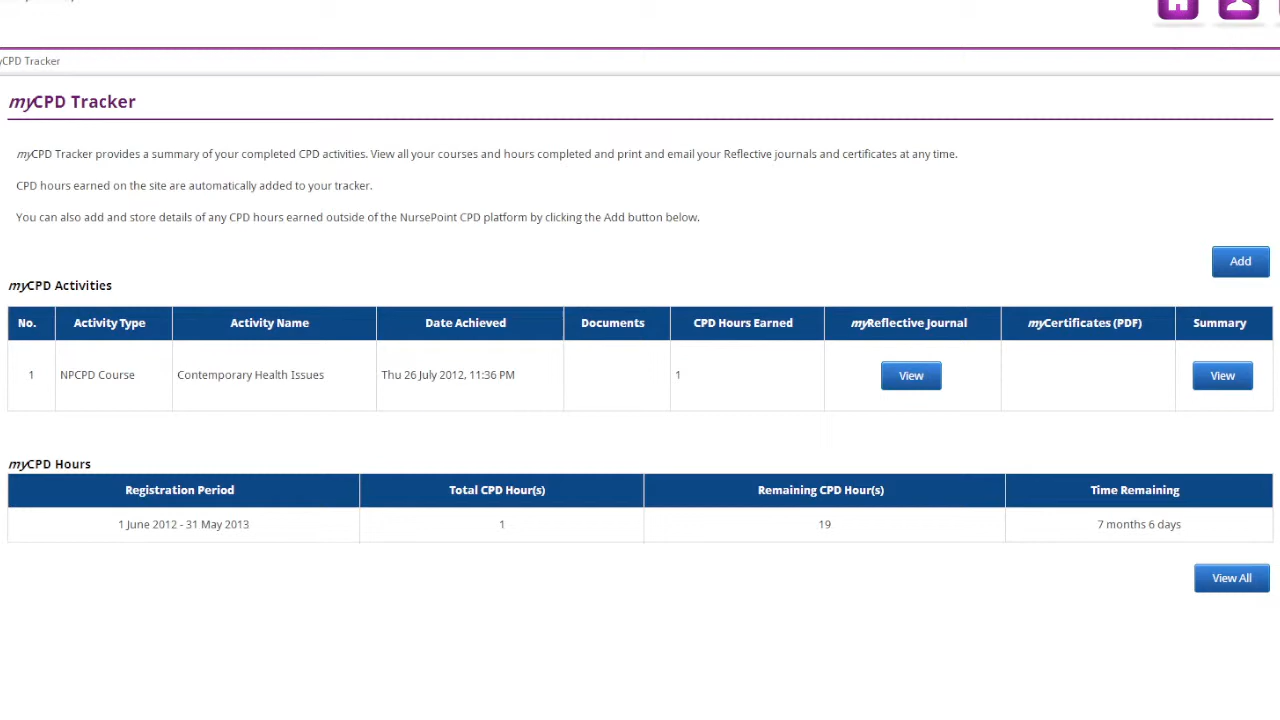 yCPD Tracker
myCPD Tracker
myCPD Tracker provides a summary of your completed CPD activities. View all your courses and hours completed and print and email your Reflective journals and certificates at any time.
CPD hours earned on the site are automatically added to your tracker.
You can also add and store details of any CPD hours earned outside of the NursePoint CPD platform by clicking the Add button below.
Add
myCPD Activities
No. Activity Type Activity Name Date Achieved Documents CPD Hours Earned myReflective Journal myCertificates (PDF) Summary
1 NPCPD Course Contemporary Health Issues Thu 26 July 2012, 11:36 PM 1 View View
myCPD Hours
Registration Period Total CPD Hour(s) Remaining CPD Hour(s) Time Remaining
1 June 2012 - 31 May 2013 1 19 7 months 6 days
View All